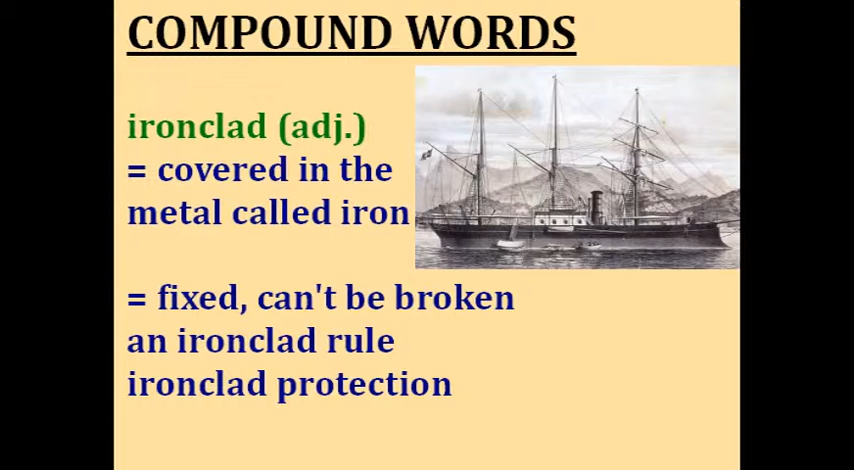 COMPOUND WORDS
ironclad (adj.)
= covered in the
metal called iron
= fixed, can't be broken
an ironclad rule
ironclad protection